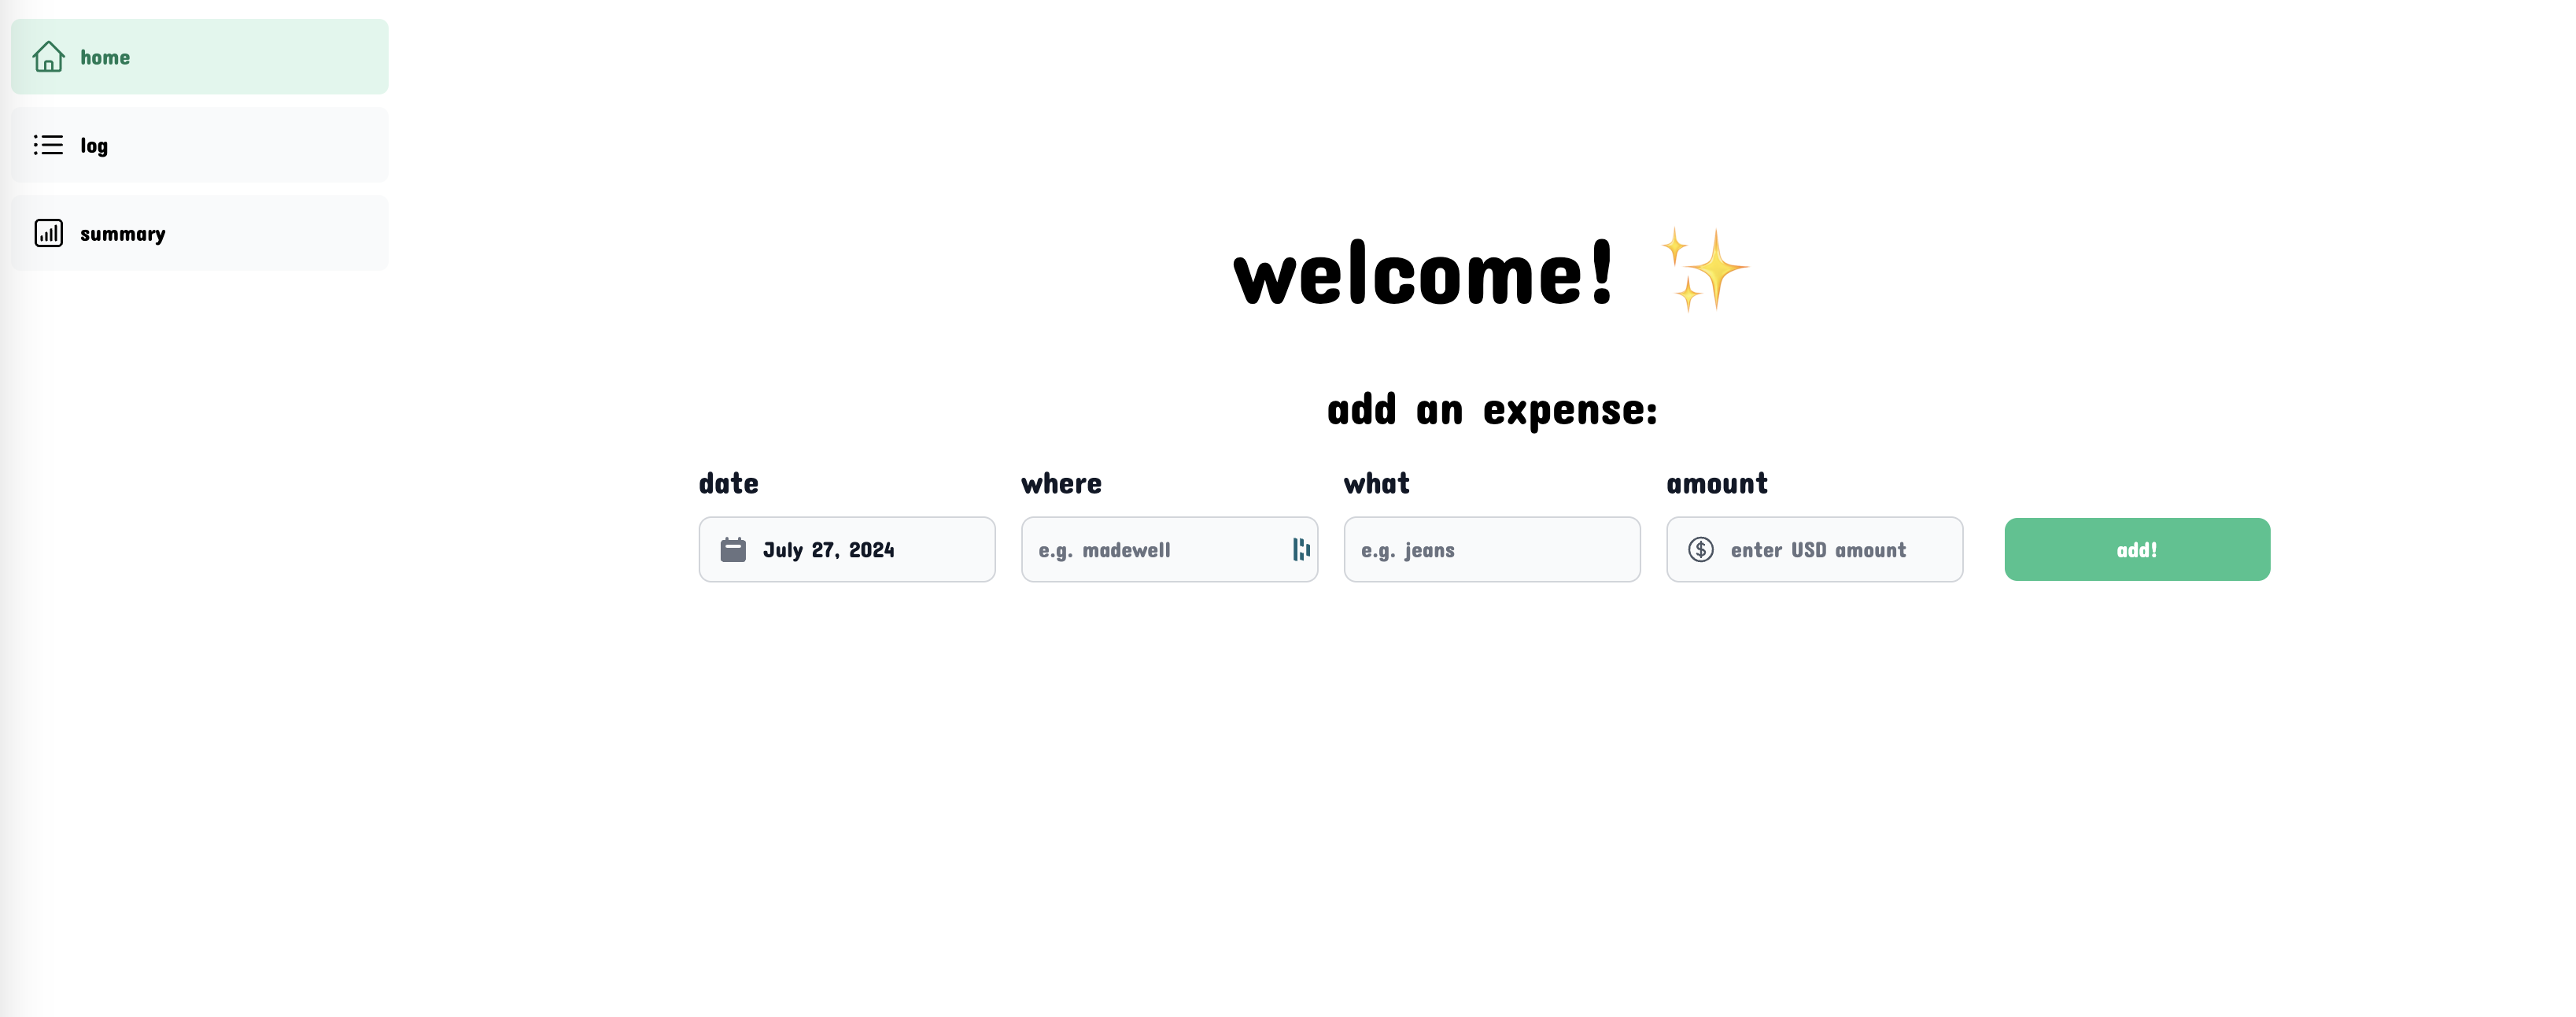 home
log
summary
welcome! ✨
add an expense:
date where what amount
July 27, 2024 e.g. madewell e.g. jeans enter USD amount add!